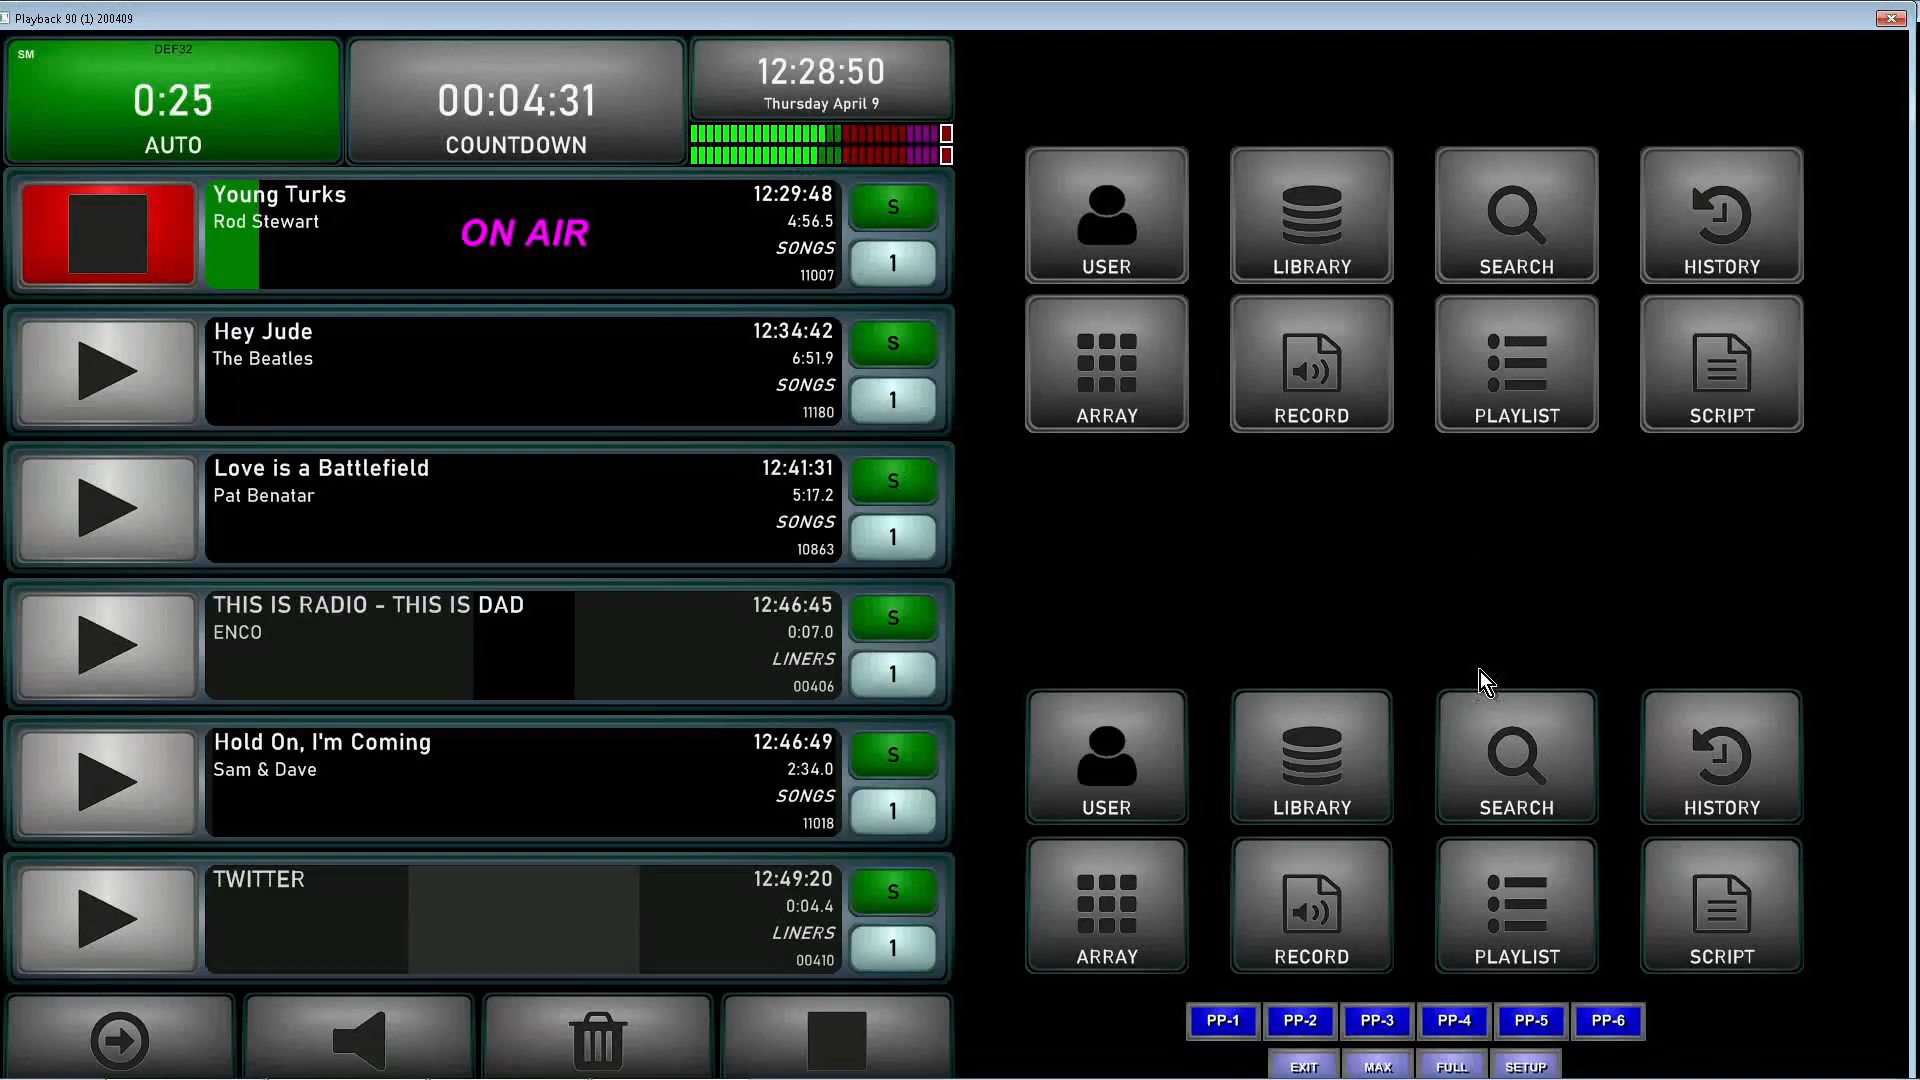 Playback 90 (1) 200409
SM
DEF32
0:25
AUTO
00:04:31
COUNTDOWN
12:28:50
Thursday April 9
Young Turks
Rod Stewart
ON AIR
12:29:48
4:56.5
SONGS
11007
S
1
Hey Jude
The Beatles
12:34:42
6:51.9
SONGS
11180
S
1
Love is a Battlefield
Pat Benatar
12:41:31
5:17.2
SONGS
10863
S
1
THIS IS RADIO - THIS IS DAD
ENCO
12:46:45
0:07.0
LINERS
00406
S
1
Hold On, I'm Coming
Sam & Dave
12:46:49
2:34.0
SONGS
11018
S
1
TWITTER
12:49:20
0:04.4
LINERS
00410
S
1
USER LIBRARY SEARCH HISTORY
ARRAY RECORD PLAYLIST SCRIPT
USER LIBRARY SEARCH HISTORY
ARRAY RECORD PLAYLIST SCRIPT
PP-1 PP-2 PP-3 PP-4 PP-5 PP-6
EXIT MAX FULL SETUP